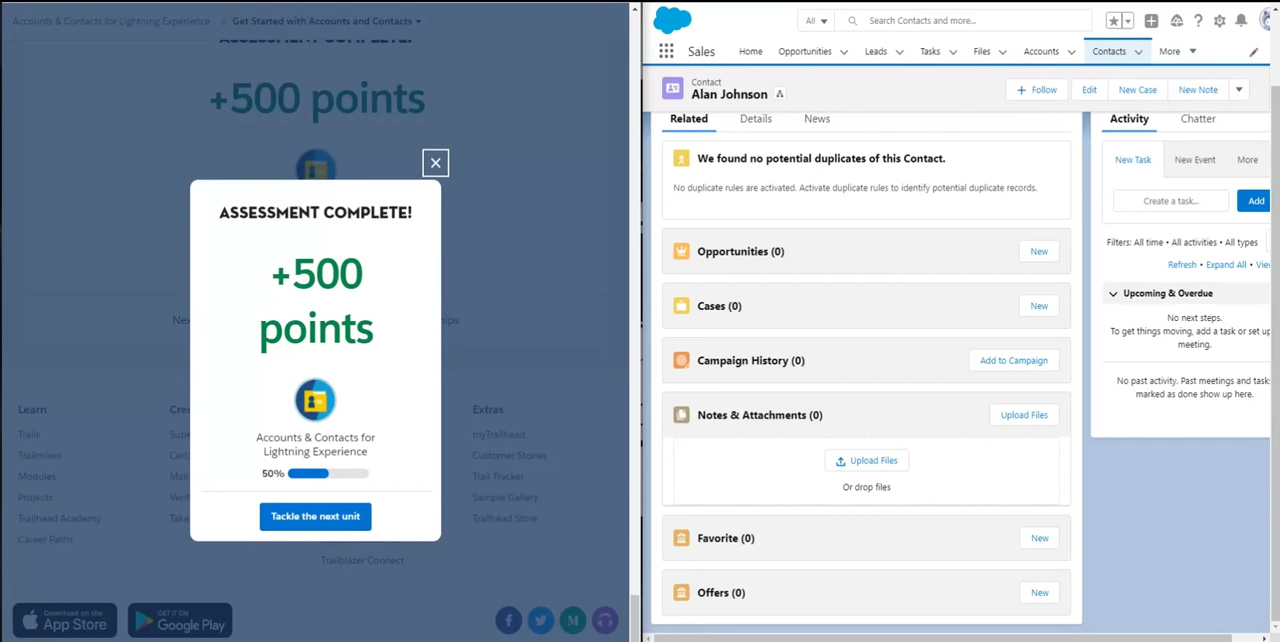 Accounts & Contacts for Lightning Experience > Get Started with Accounts and Contacts
ASSESSMENT COMPLETE!
+500 points
ASSESSMENT COMPLETE!
+500
points
Accounts & Contacts for
Lightning Experience
50%
Tackle the next unit
Learn
Trails
Trailmixes
Modules
Projects
Trailhead Academy
Career Paths
Extras
myTrailhead
Customer Stories
Trail Tracker
Sample Gallery
Trailhead Store
Trailblazer Connect
Download on the
App Store
GET IT ON
Google Play
All
Search Contacts and more...
Sales
Home
Opportunities
Leads
Tasks
Files
Accounts
Contacts
More
Contact
Alan Johnson
+ Follow
Edit
New Case
New Note
Related
Details
News
We found no potential duplicates of this Contact.
No duplicate rules are activated. Activate duplicate rules to identify potential duplicate records.
Opportunities (0)
New
Cases (0)
New
Campaign History (0)
Add to Campaign
Notes & Attachments (0)
Upload Files
Upload Files
Or drop files
Favorite (0)
New
Offers (0)
New
Activity
Chatter
New Task
New Event
More
Create a task...
Add
Filters: All time • All activities • All types
Refresh • Expand All • View
Upcoming & Overdue
No next steps.
To get things moving, add a task or set up
meeting.
No past activity. Past meetings and task
marked as done show up here.